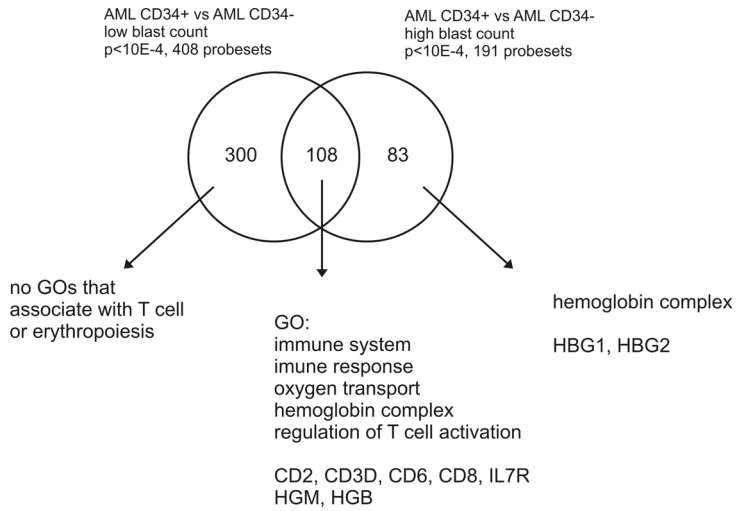 AML CD34+ vs AML CD34-
low blast count
p<10E-4, 408 probesets
AML CD34+ vs AML CD34-
high blast count
p<10E-4, 191 probesets
300
108
83
no GOs that
associate with T cell
or erythropoiesis
GO:
immune system
imune response
oxygen transport
hemoglobin complex
regulation of T cell activation
CD2, CD3D, CD6, CD8, IL7R
HGM, HGB
hemoglobin complex
HBG1, HBG2